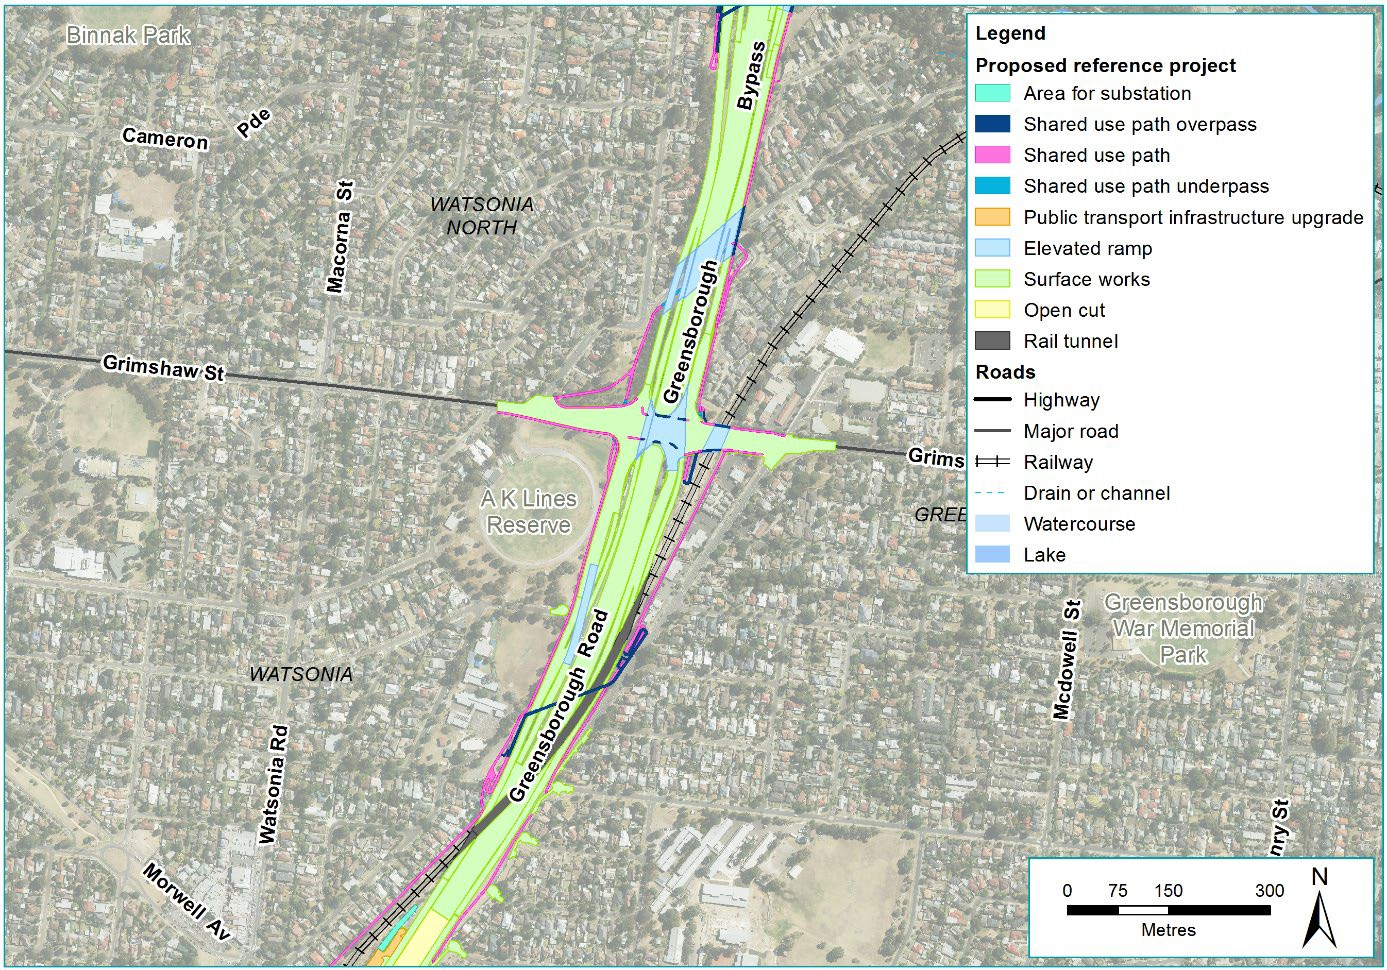 Binnak Park
Cameron
Pde
Macorna St
WATSONIA
NORTH
Bypass
Greensborough
Grimshaw St
Grims
A K Lines
Reserve
GREE
WATSONIA
Greensborough Road
Watsonia Rd
Morwell Av
Greensborough
War Memorial
Park
Mcdowell St
nry St
Legend
Proposed reference project
Area for substation
Shared use path overpass
Shared use path
Shared use path underpass
Public transport infrastructure upgrade
Elevated ramp
Surface works
Open cut
Rail tunnel
Roads
Highway
Major road
Railway
Drain or channel
Watercourse
Lake
0 75 150 300
Metres
N